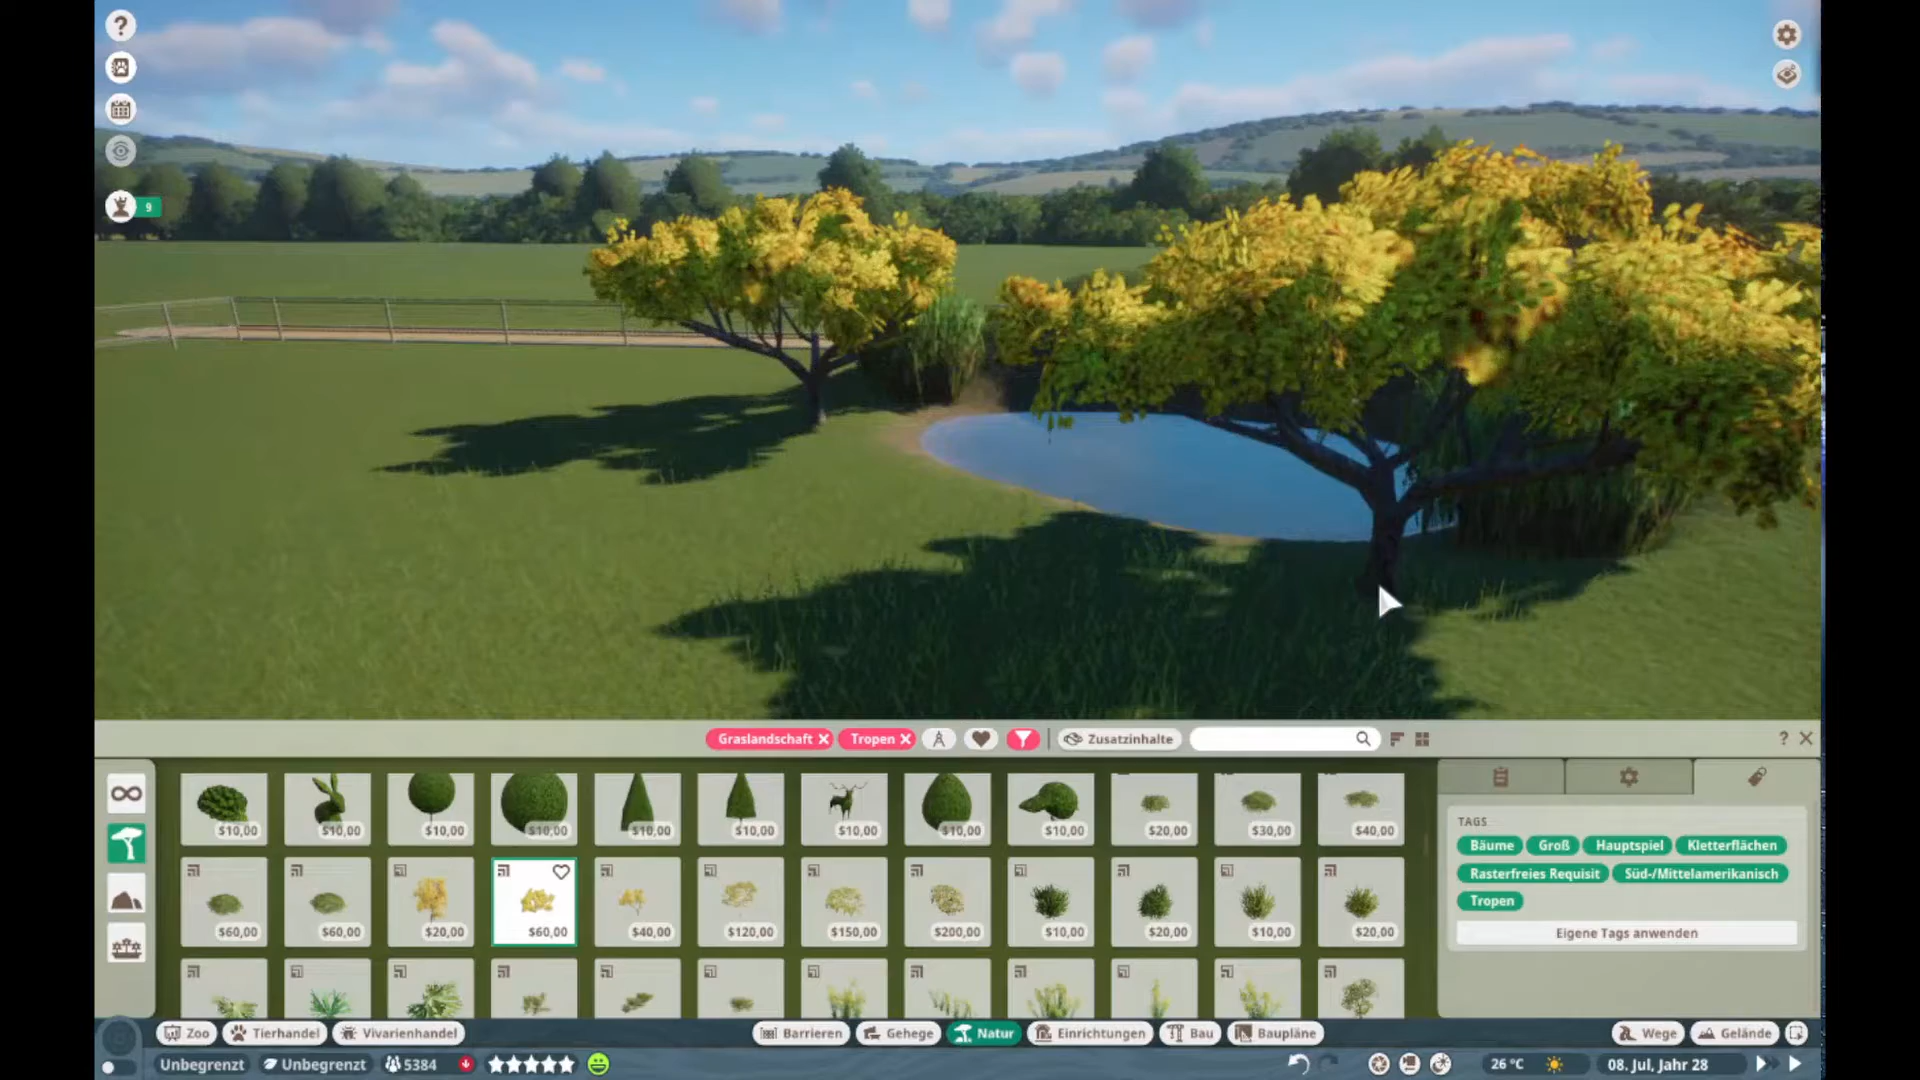 ?
9
Graslandschaft ✕ Tropen ✕ Zusatzinhalte ? ✕
$10,00 $10,00 $10,00 $10,00 $10,00 $10,00 $10,00 $10,00 $10,00 $20,00 $30,00 $40,00
TAGS
Bäume Groß Hauptspiel Kletterflächen
Rasterfreies Requisit Süd-/Mittelamerikanisch
Tropen
$60,00 $60,00 $20,00 $60,00 $40,00 $120,00 $150,00 $200,00 $10,00 $20,00 $10,00 $20,00
Eigene Tags anwenden
Zoo Tierhandel Vivarienhandel Barrieren Gehege Natur Einrichtungen Bau Baupläne Wege Gelände
Unbegrenzt Unbegrenzt 5384 26 °C 08. Jul, Jahr 28